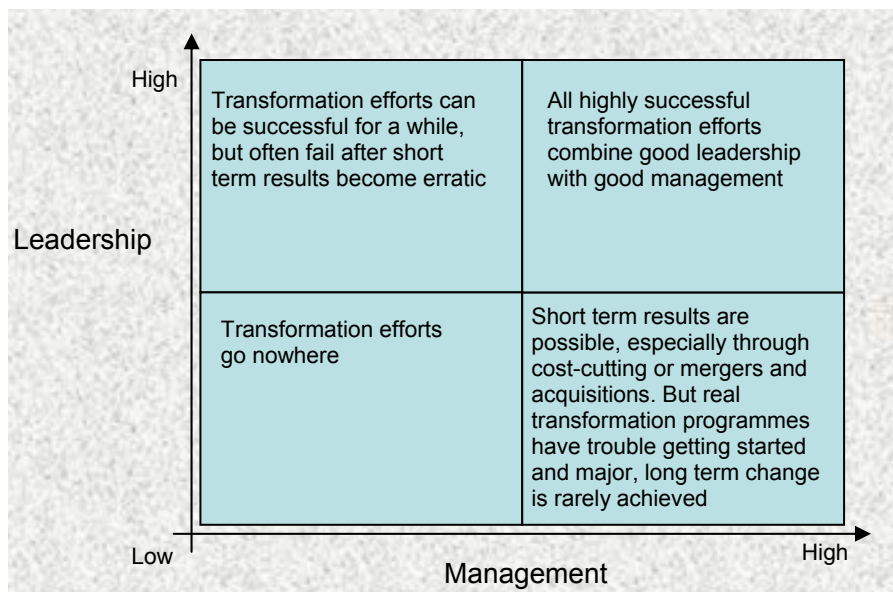 High
Transformation efforts can
be successful for a while,
but often fail after short
term results become erratic
All highly successful
transformation efforts
combine good leadership
with good management
Leadership
Transformation efforts
go nowhere
Short term results are
possible, especially through
cost-cutting or mergers and
acquisitions. But real
transformation programmes
have trouble getting started
and major, long term change
is rarely achieved
Low
High
Management